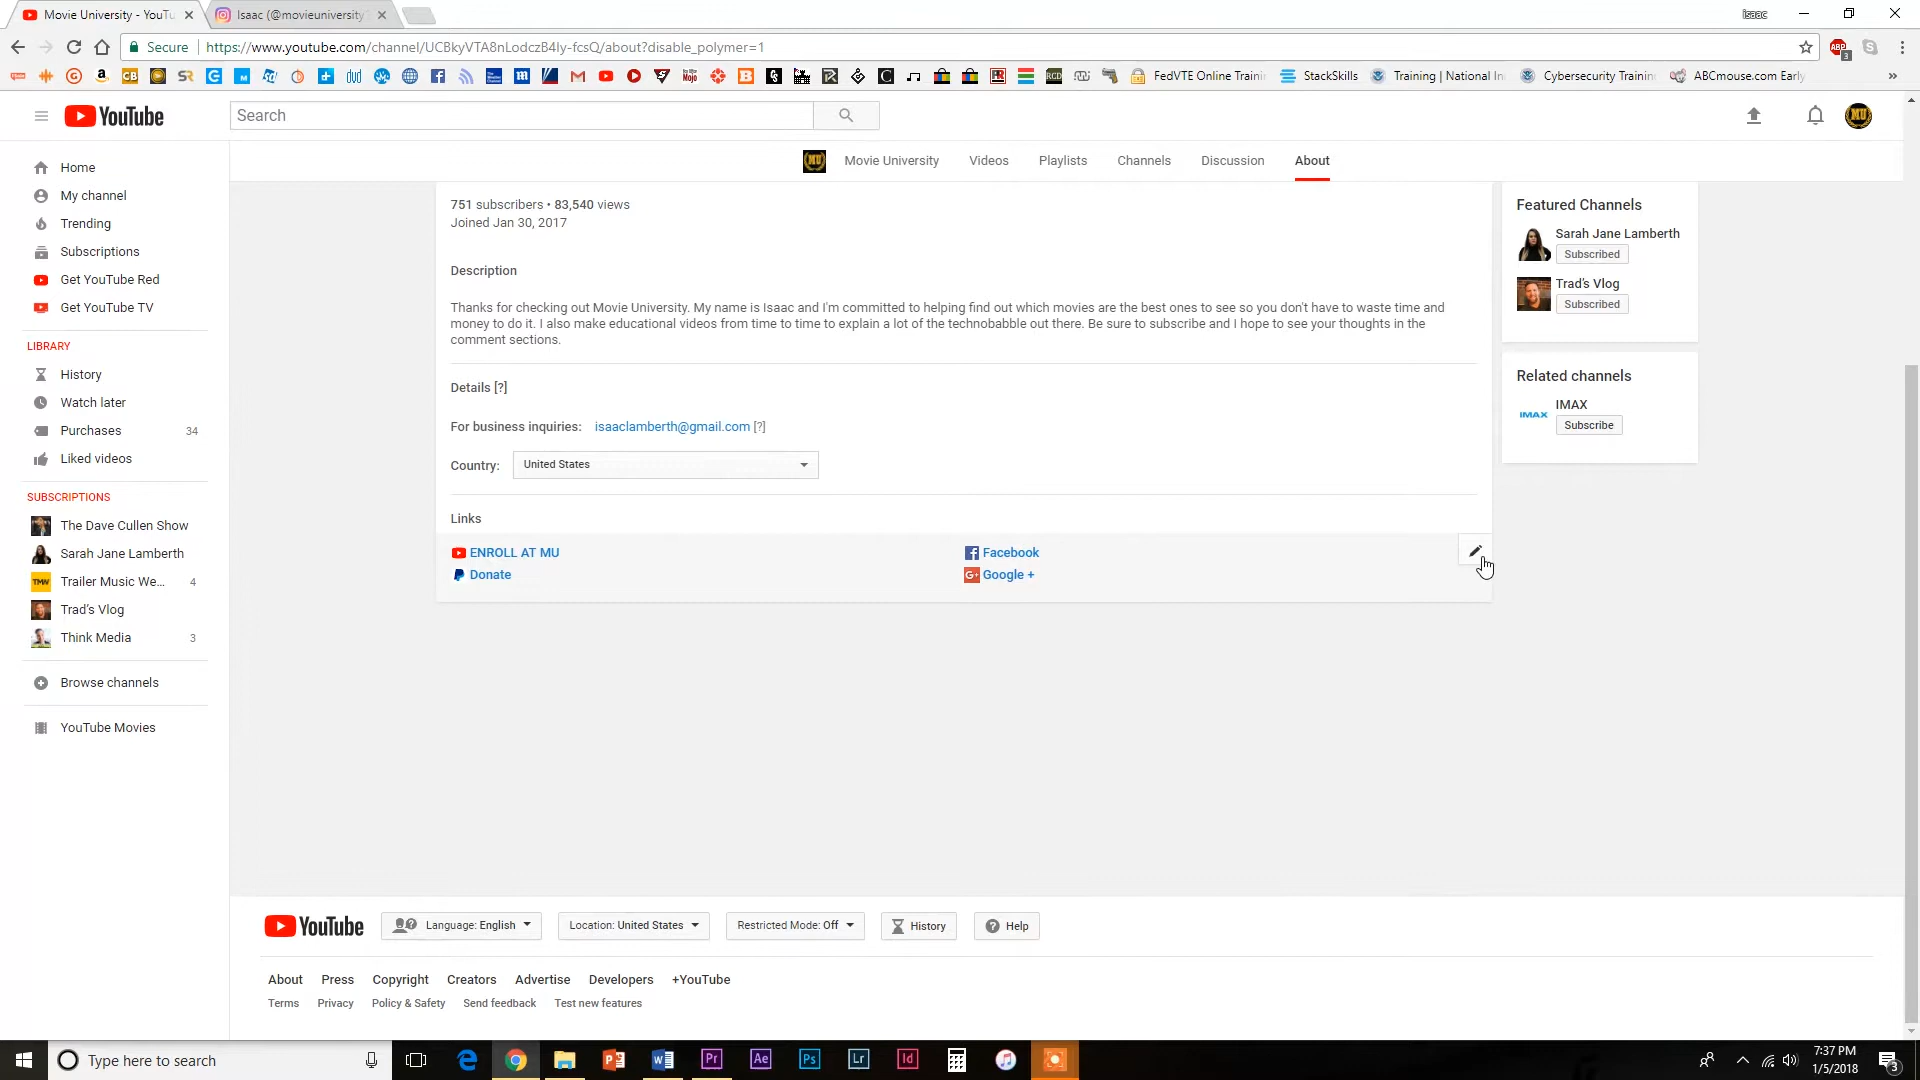 Movie University - YouTu
Isaac (@movieuniversity
isaac
Secure
https://www.youtube.com/channel/UCBkyVTA8nLodczB4Iy-fcsQ/about?disable_polymer=1
ABP
3
FedVTE Online Traini
StackSkills
Training | National In
Cybersecurity Trainin
ABCmouse.com Early
YouTube
Search
Movie University
Videos
Playlists
Channels
Discussion
About
Home
My channel
Trending
Subscriptions
Get YouTube Red
Get YouTube TV
LIBRARY
History
Watch later
Purchases 34
Liked videos
SUBSCRIPTIONS
The Dave Cullen Show
Sarah Jane Lamberth
Trailer Music We... 4
Trad's Vlog
Think Media 3
Browse channels
YouTube Movies
751 subscribers • 83,540 views
Joined Jan 30, 2017
Description
Thanks for checking out Movie University. My name is Isaac and I'm committed to helping find out which movies are the best ones to see so you don't have to waste time and
money to do it. I also make educational videos from time to time to explain a lot of the technobabble out there. Be sure to subscribe and I hope to see your thoughts in the
comment sections.
Details [?]
For business inquiries: isaaclamberth@gmail.com [?]
Country: United States
Links
ENROLL AT MU
Facebook
Donate
Google +
Featured Channels
Sarah Jane Lamberth
Subscribed
Trad's Vlog
Subscribed
Related channels
IMAX
IMAX
Subscribe
YouTube
Language: English
Location: United States
Restricted Mode: Off
History
Help
About Press Copyright Creators Advertise Developers +YouTube
Terms Privacy Policy & Safety Send feedback Test new features
Type here to search
Pr
Ae
Ps
Lr
Id
7:37 PM
1/5/2018
3